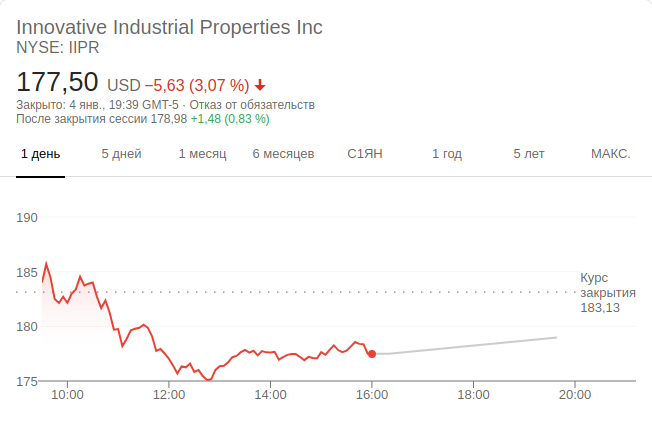 Innovative Industrial Properties Inc
NYSE: IIPR
177,50 USD −5,63 (3,07 %)
Закрыто: 4 янв., 19:39 GMT-5 · Отказ от обязательств
После закрытия сессии 178,98 +1,48 (0,83 %)
1 день 5 дней 1 месяц 6 месяцев С1ЯН 1 год 5 лет МАКС.
190
185
180
175
Курс
закрытия
183,13
10:00 12:00 14:00 16:00 18:00 20:00